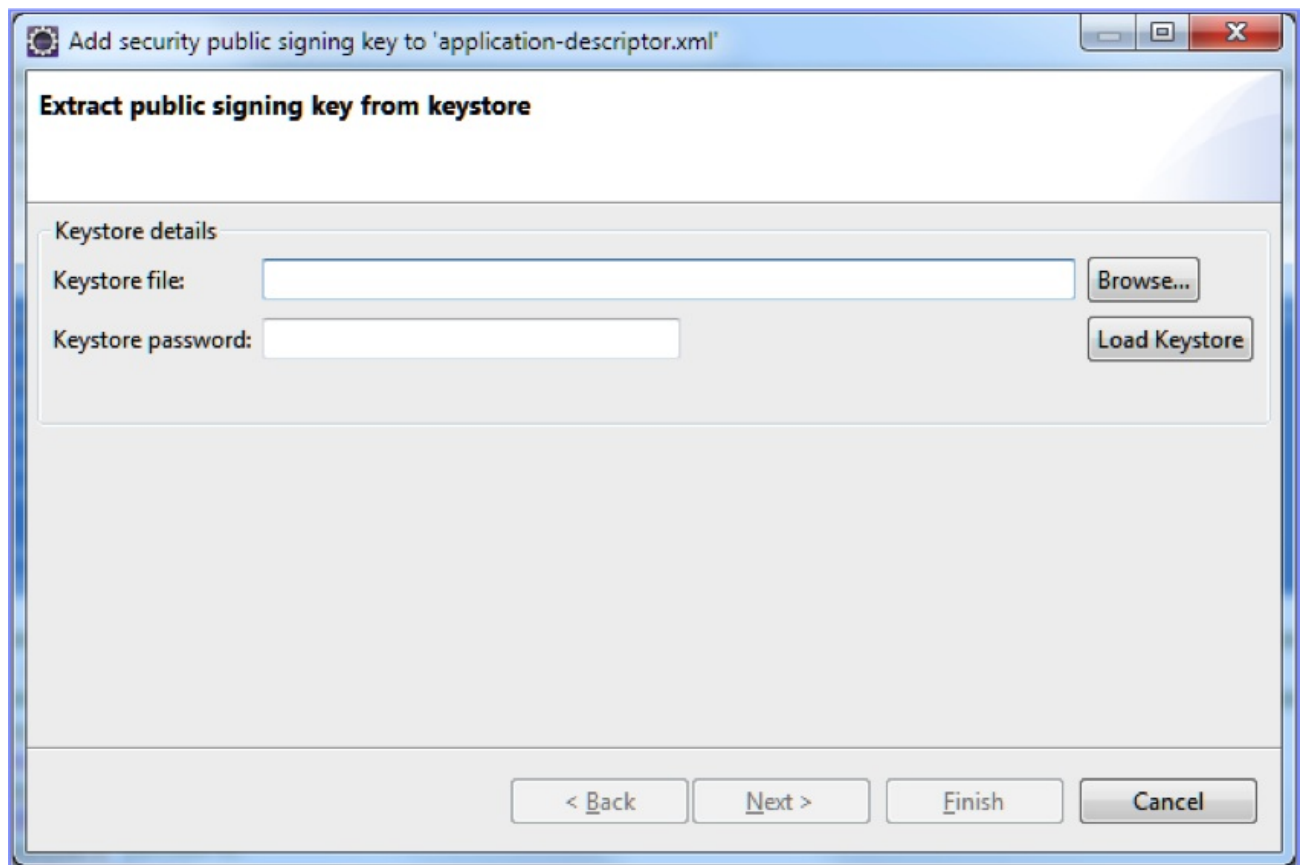 Add security public signing key to 'application-descriptor.xml'
Extract public signing key from keystore
Keystore details
Keystore file:
Browse...
Keystore password:
Load Keystore
< Back
Next >
Finish
Cancel